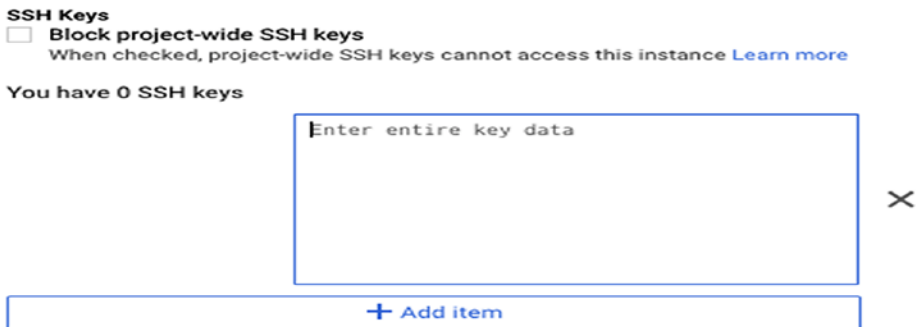 SSH Keys
Block project-wide SSH keys
When checked, project-wide SSH keys cannot access this instance Learn more
You have 0 SSH keys
Enter entire key data
+ Add item